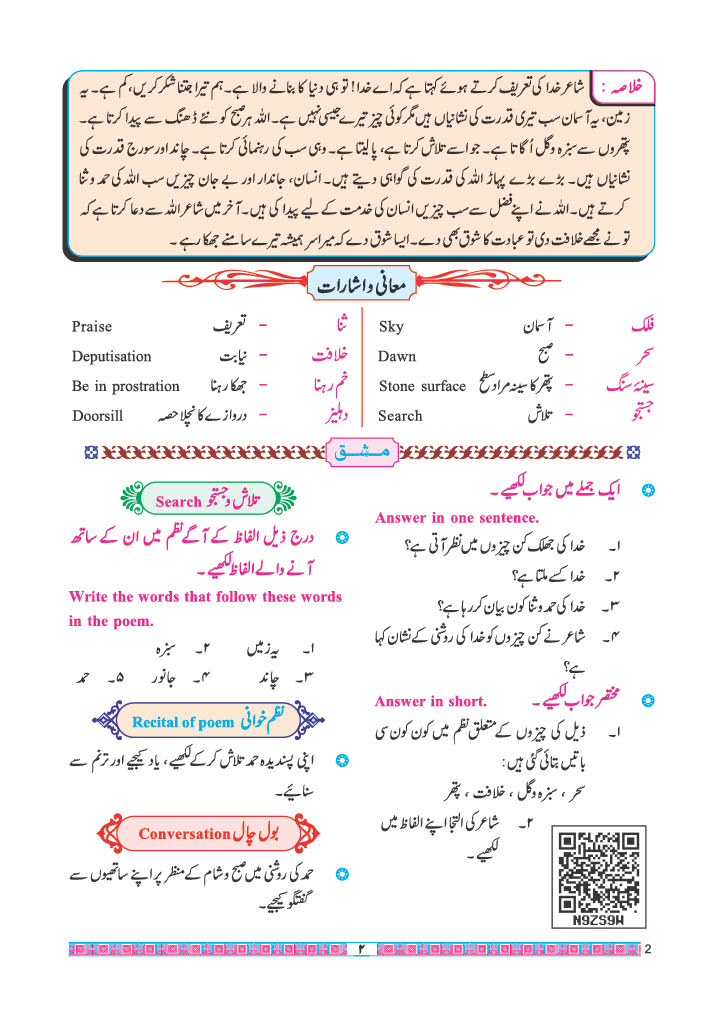 خلاصہ : شاعر خدا کی تعریف کرتے ہوئے کہتا ہے کہ اے خدا! تو ہی دنیا کا بنانے والا ہے۔ ہم تیرا جتنا شکر کریں، کم ہے۔ یہ
زمین، یہ آسمان سب تیری قدرت کی نشانیاں ہیں مگر کوئی چیز تیرے جیسی نہیں ہے۔ اللہ ہر صبح کو نئے ڈھنگ سے پیدا کرتا ہے۔
پتھروں سے سبزہ وگل اُگاتا ہے۔ جو اسے تلاش کرتا ہے، پا لیتا ہے۔ وہی سب کی رہنمائی کرتا ہے۔ چاند اور سورج قدرت کی
نشانیاں ہیں۔ بڑے بڑے پہاڑ اللہ کی قدرت کی گواہی دیتے ہیں۔ انسان، جاندار اور بے جان چیزیں سب اللہ کی حمد و ثنا
کرتے ہیں۔ اللہ نے اپنے فضل سے سب چیزیں انسان کی خدمت کے لیے پیدا کی ہیں۔ آخر میں شاعر اللہ سے دعا کرتا ہے کہ
تو نے مجھے خلافت دی تو عبادت کا شوق بھی دے۔ ایسا شوق دے کہ میرا سر ہمیشہ تیرے سامنے جھکا رہے۔
معانی و اشارات
فلک – آسمان Sky
سحر – صبح Dawn
سینۂ سنگ – پتھر کا سینہ مراد سطح Stone surface
جستجو – تلاش Search
ثنا – تعریف Praise
خلافت – نیابت Deputisation
خم رہنا – جھکا رہنا Be in prostration
دہلیز – دروازے کا نچلا حصہ Doorsill
مشق
ایک جملے میں جواب لکھیے۔
Answer in one sentence.
۱۔ خدا کی جھلک کن چیزوں میں نظر آتی ہے؟
۲۔ خدا کسے ملتا ہے؟
۳۔ خدا کی حمد و ثنا کون بیان کر رہا ہے؟
۴۔ شاعر نے کن چیزوں کو خدا کی روشنی کے نشان کہا
ہے؟
مختصر جواب لکھیے۔ Answer in short.
۱۔ ذیل کی چیزوں کے متعلق نظم میں کون کون سی
باتیں بتائی گئی ہیں:
سحر ، سبزہ وگل ، خلافت ، پتھر
۲۔ شاعر کی التجا اپنے الفاظ میں
لکھیے۔
N9ZS9W
تلاش و جستجو Search
درج ذیل الفاظ کے آگے نظم میں ان کے ساتھ
آنے والے الفاظ لکھیے۔
Write the words that follow these words
in the poem.
۱۔ یہ زمیں ۲۔ سبزہ
۳۔ چاند ۴۔ جانور ۵۔ حمد
نظم خوانی Recital of poem
اپنی پسندیدہ حمد تلاش کر کے لکھیے، یاد کیجیے اور ترنم سے
سنائیے۔
بول چال Conversation
حمد کی روشنی میں صبح و شام کے منظر پر اپنے ساتھیوں سے
گفتگو کیجیے۔
۲
2